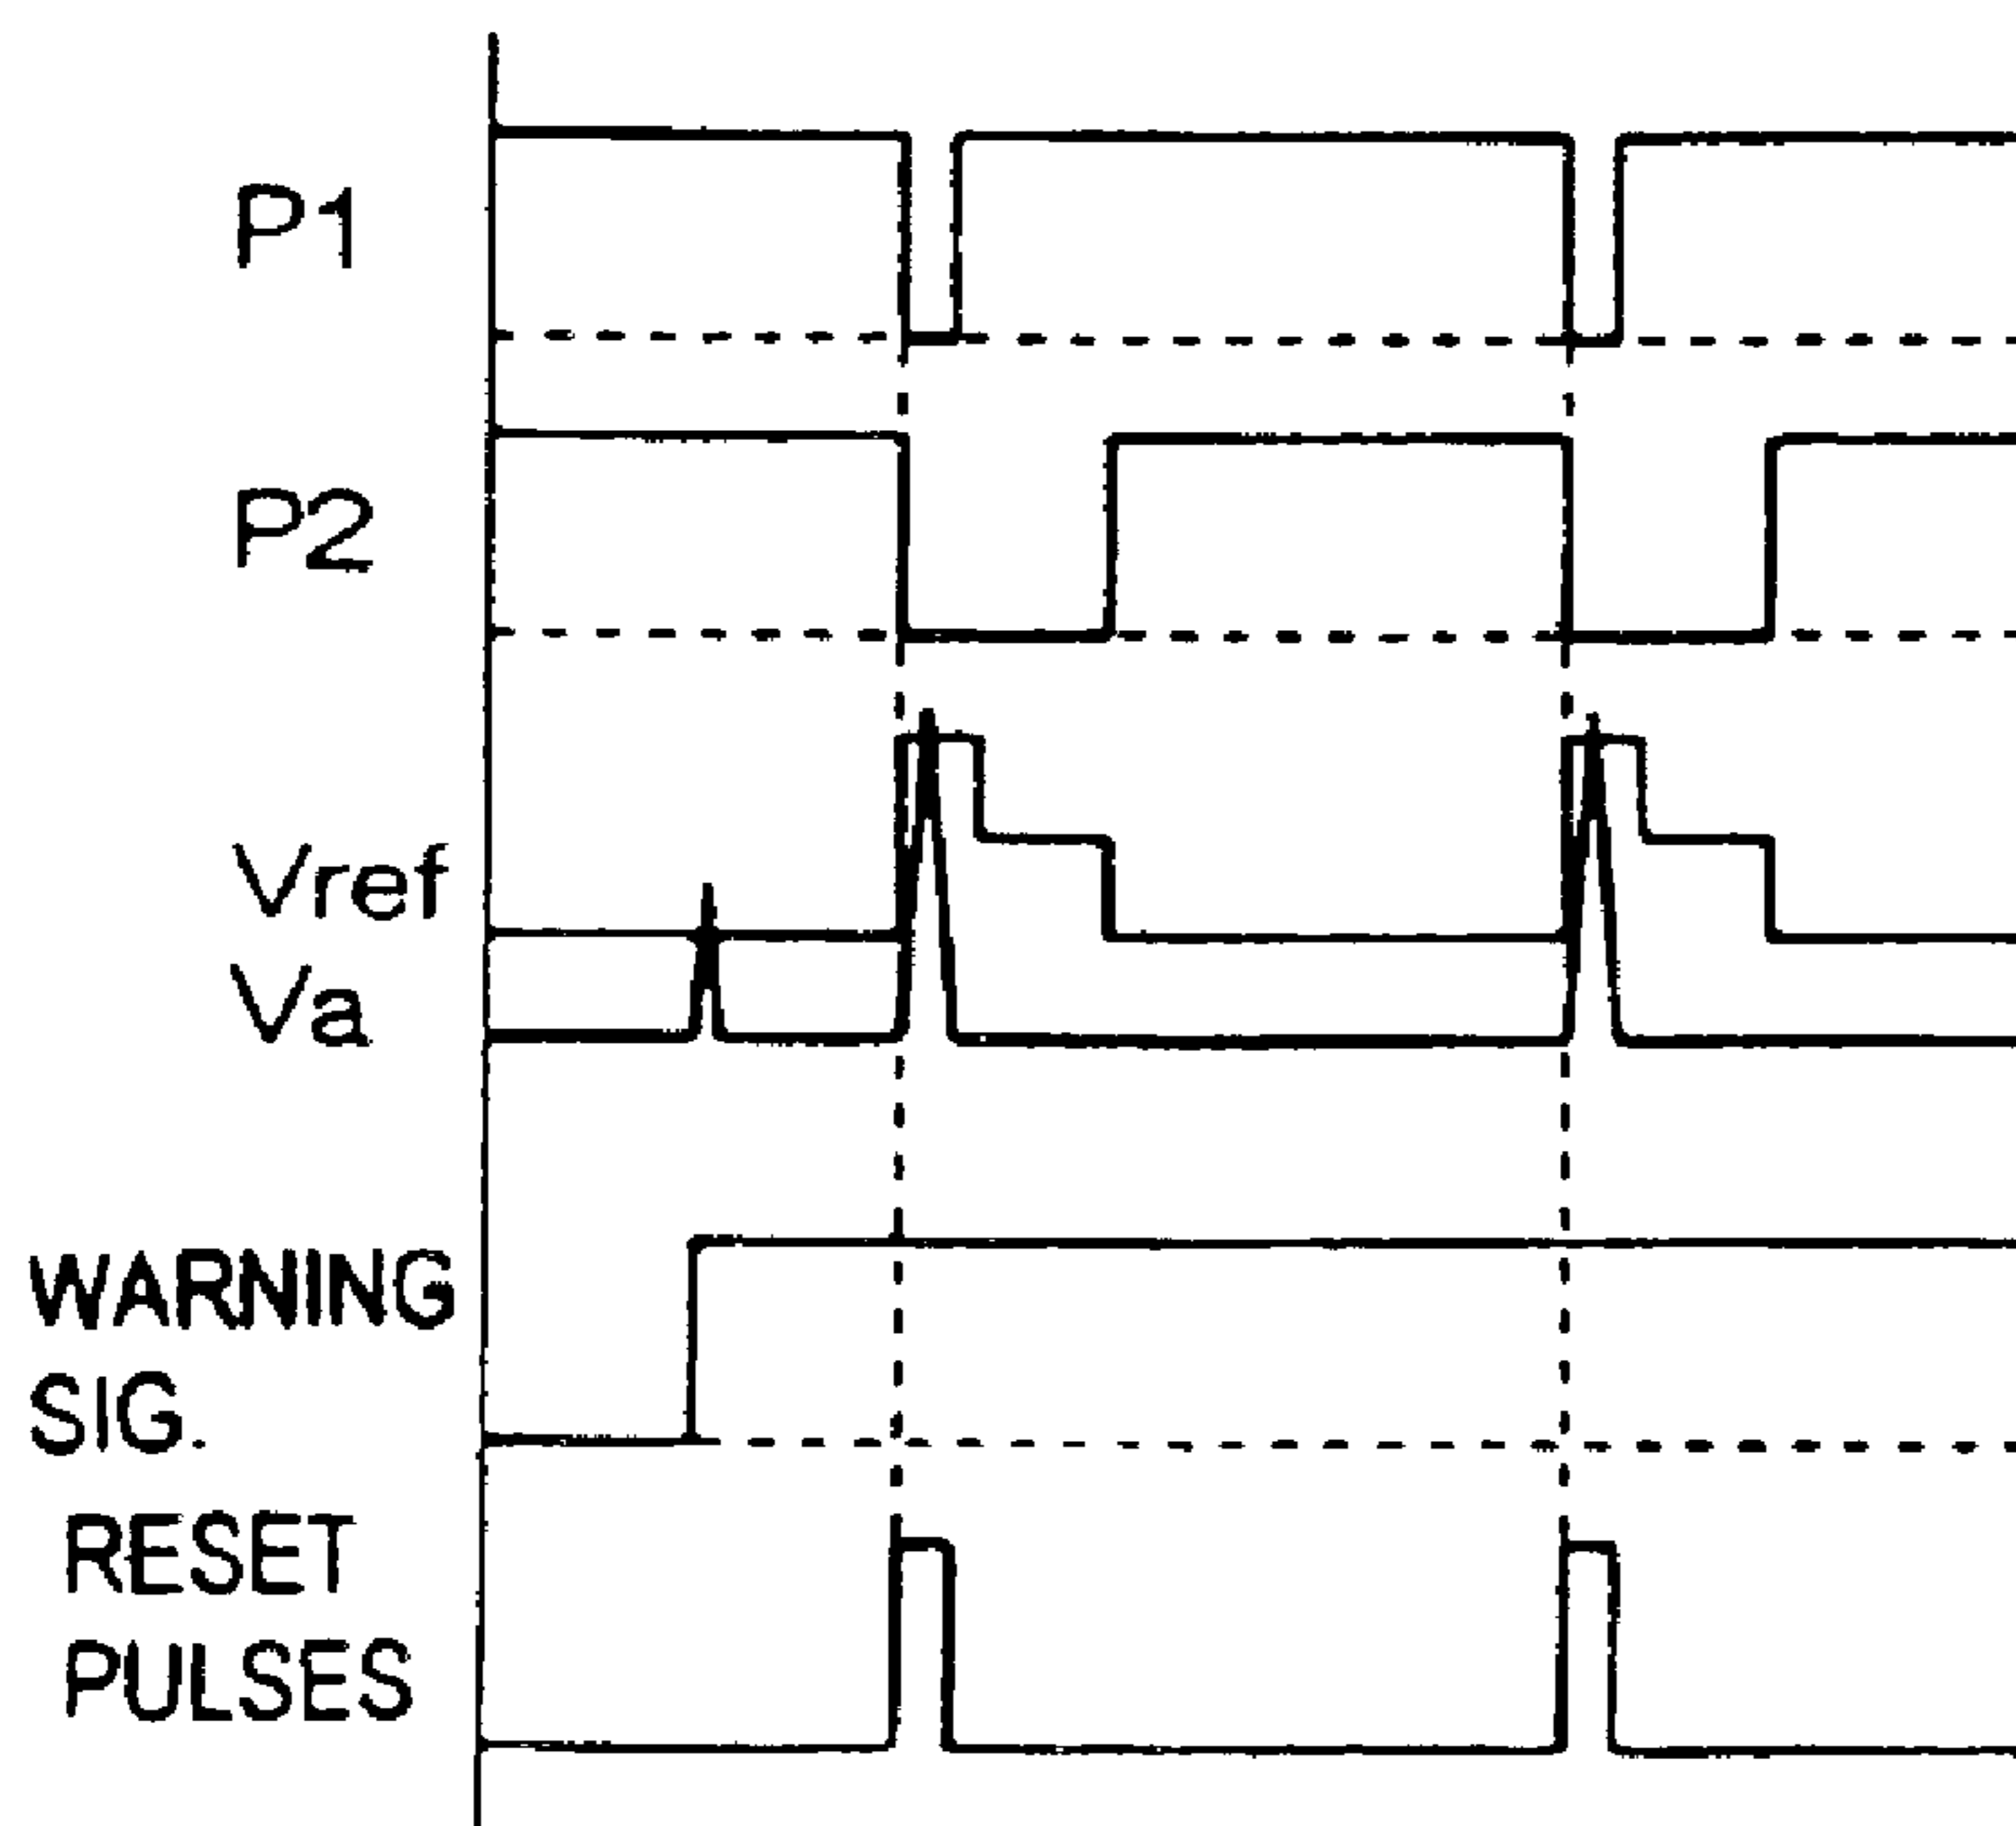 P1
P2
Vref
Va
WARNING
SIG.
RESET
PULSES